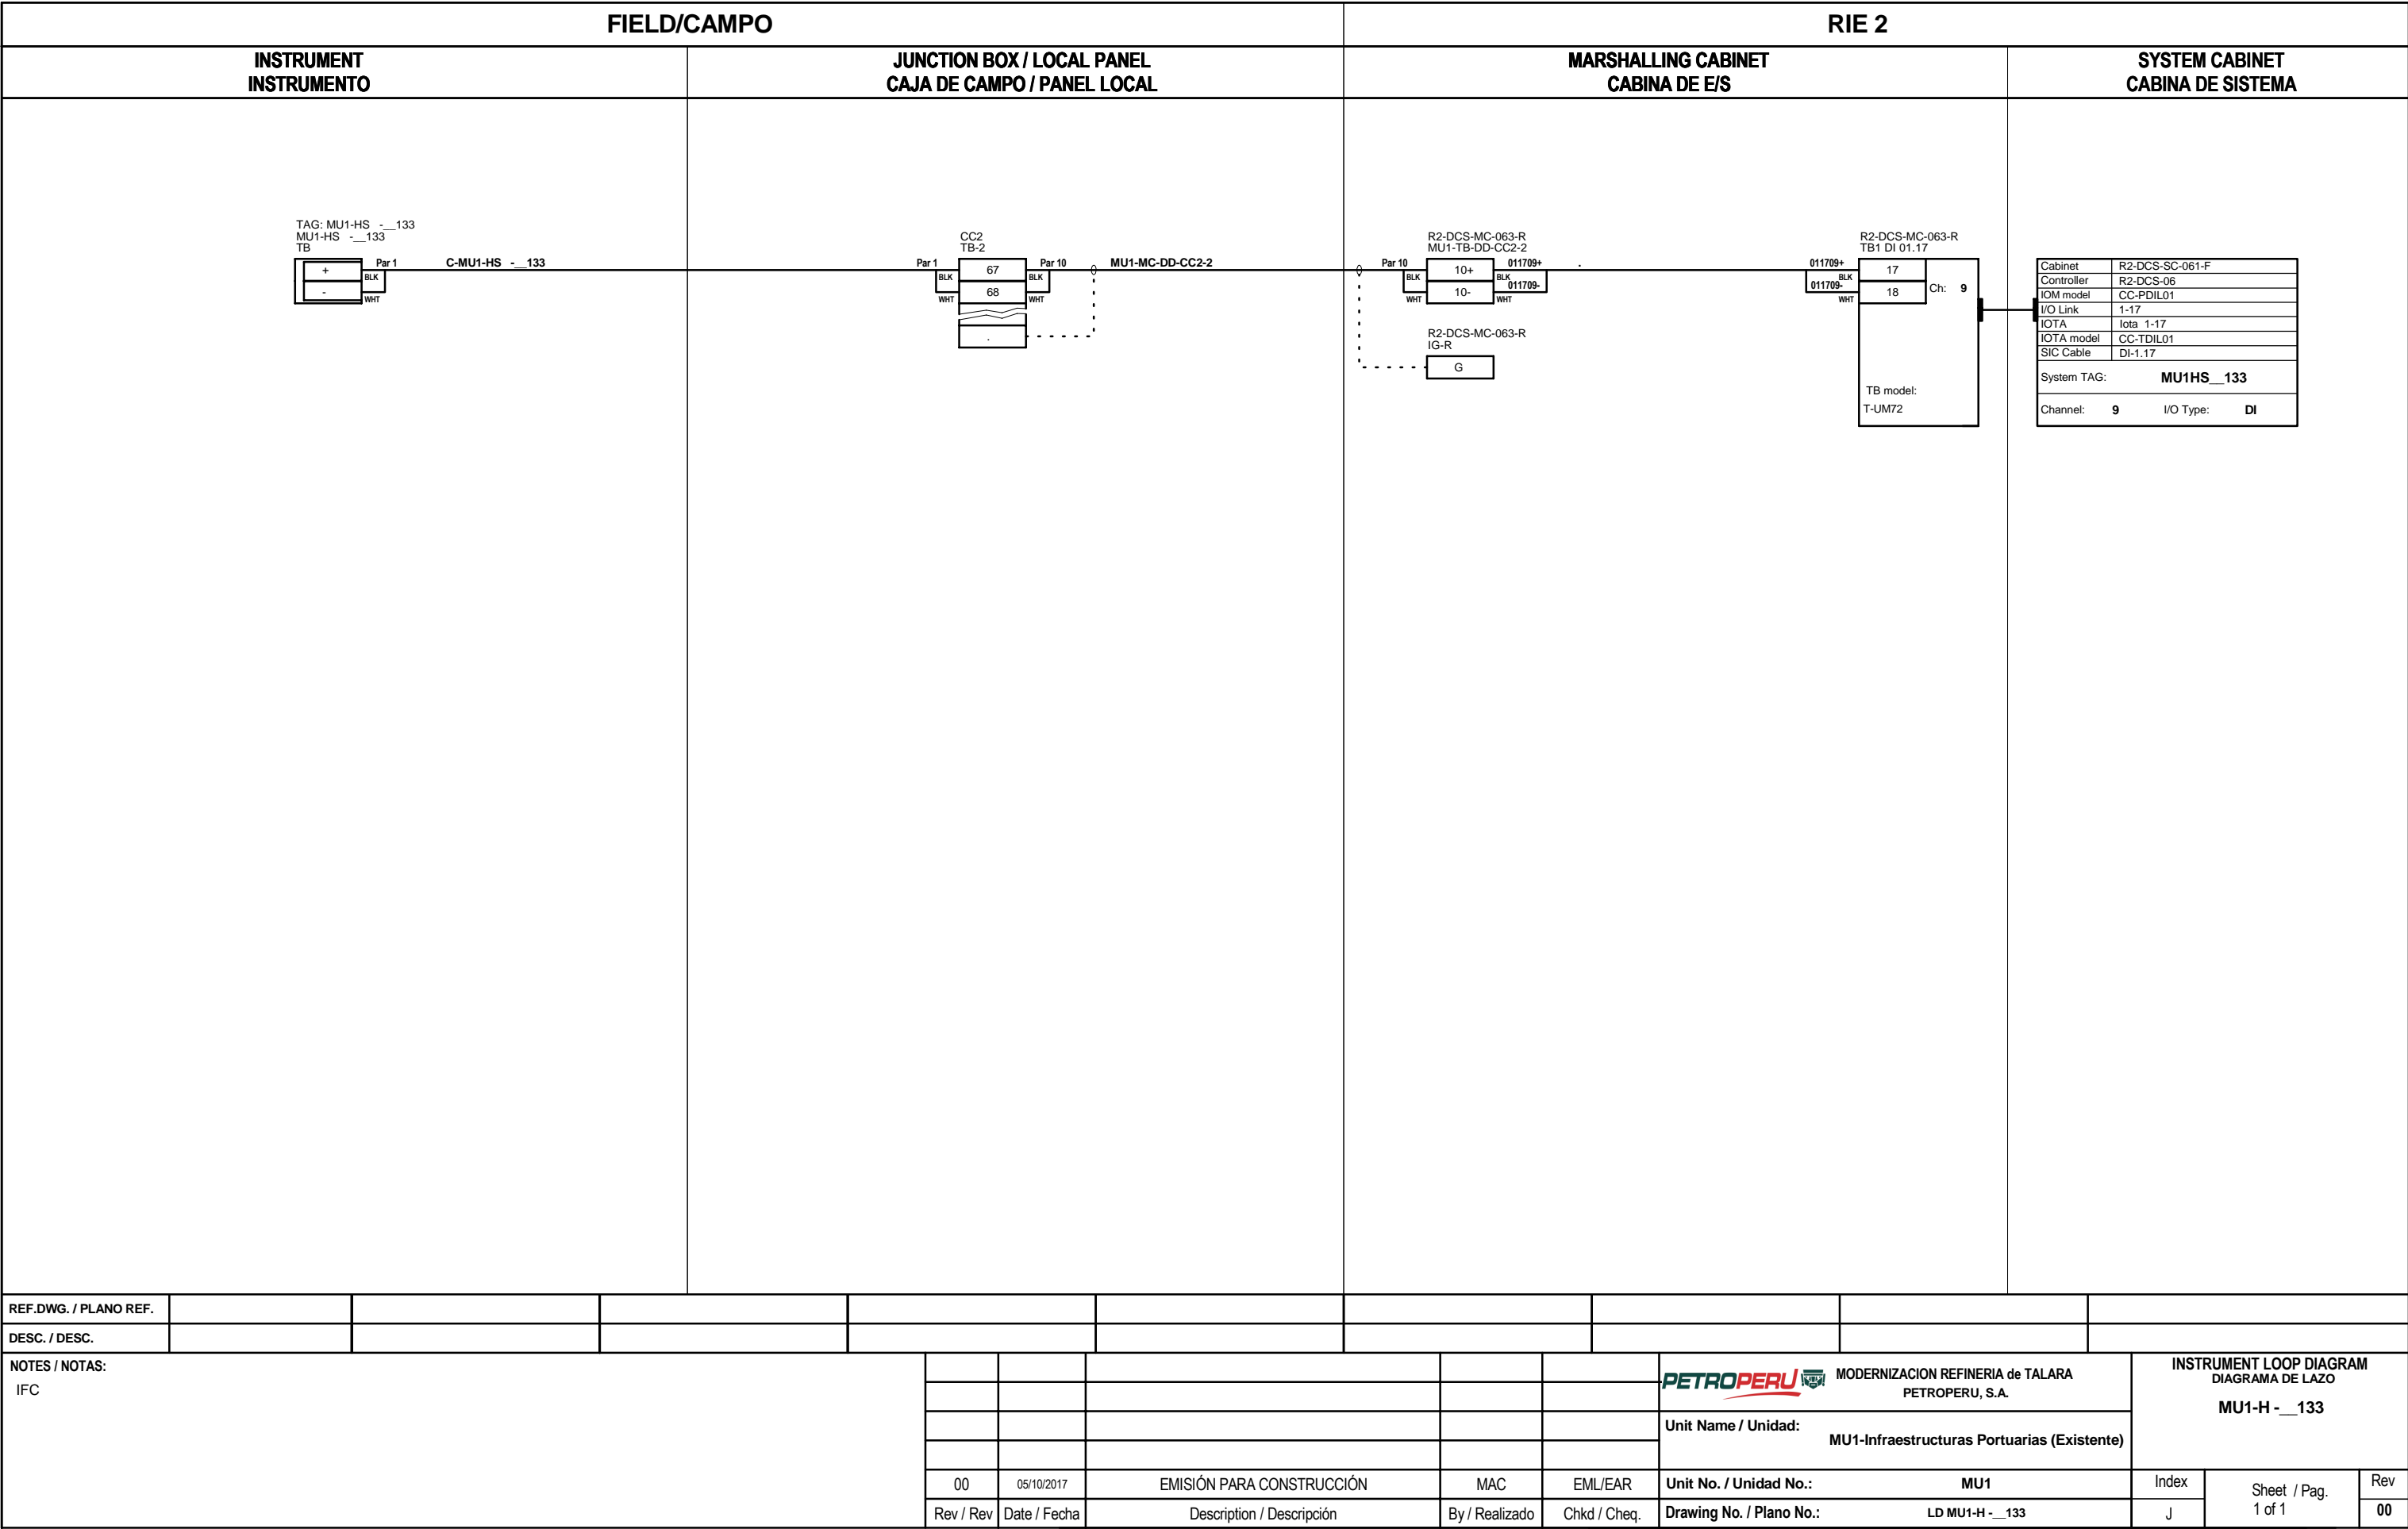 FIELD/CAMPO
RIE 2
INSTRUMENT
INSTRUMENTO
JUNCTION BOX / LOCAL PANEL
CAJA DE CAMPO / PANEL LOCAL
MARSHALLING CABINET
CABINA DE E/S
SYSTEM CABINET
CABINA DE SISTEMA
TAG: MU1-HS -__133
MU1-HS -__133
TB
+
-
Par 1
BLK
WHT
C-MU1-HS -__133
CC2
TB-2
Par 1
BLK
WHT
67
68
.
Par 10
BLK
WHT
MU1-MC-DD-CC2-2
R2-DCS-MC-063-R
MU1-TB-DD-CC2-2
Par 10
BLK
WHT
10+
10-
011709+
BLK
011709-
WHT
.
R2-DCS-MC-063-R
IG-R
G
R2-DCS-MC-063-R
TB1 DI 01.17
011709+
BLK
011709-
WHT
17
18
Ch: 9
TB model:
T-UM72
Cabinet R2-DCS-SC-061-F
Controller R2-DCS-06
IOM model CC-PDIL01
I/O Link 1-17
IOTA Iota 1-17
IOTA model CC-TDIL01
SIC Cable DI-1.17
System TAG: MU1HS__133
Channel: 9 I/O Type: DI
REF.DWG. / PLANO REF.
DESC. / DESC.
NOTES / NOTAS:
IFC
00 05/10/2017 EMISIÓN PARA CONSTRUCCIÓN MAC EML/EAR
Rev / Rev Date / Fecha Description / Descripción By / Realizado Chkd / Cheq.
PETROPERU
MODERNIZACION REFINERIA de TALARA
PETROPERU, S.A.
Unit Name / Unidad:
MU1-Infraestructuras Portuarias (Existente)
Unit No. / Unidad No.: MU1
Drawing No. / Plano No.: LD MU1-H -__133
INSTRUMENT LOOP DIAGRAM
DIAGRAMA DE LAZO
MU1-H -__133
Index
J
Sheet / Pag.
1 of 1
Rev
00